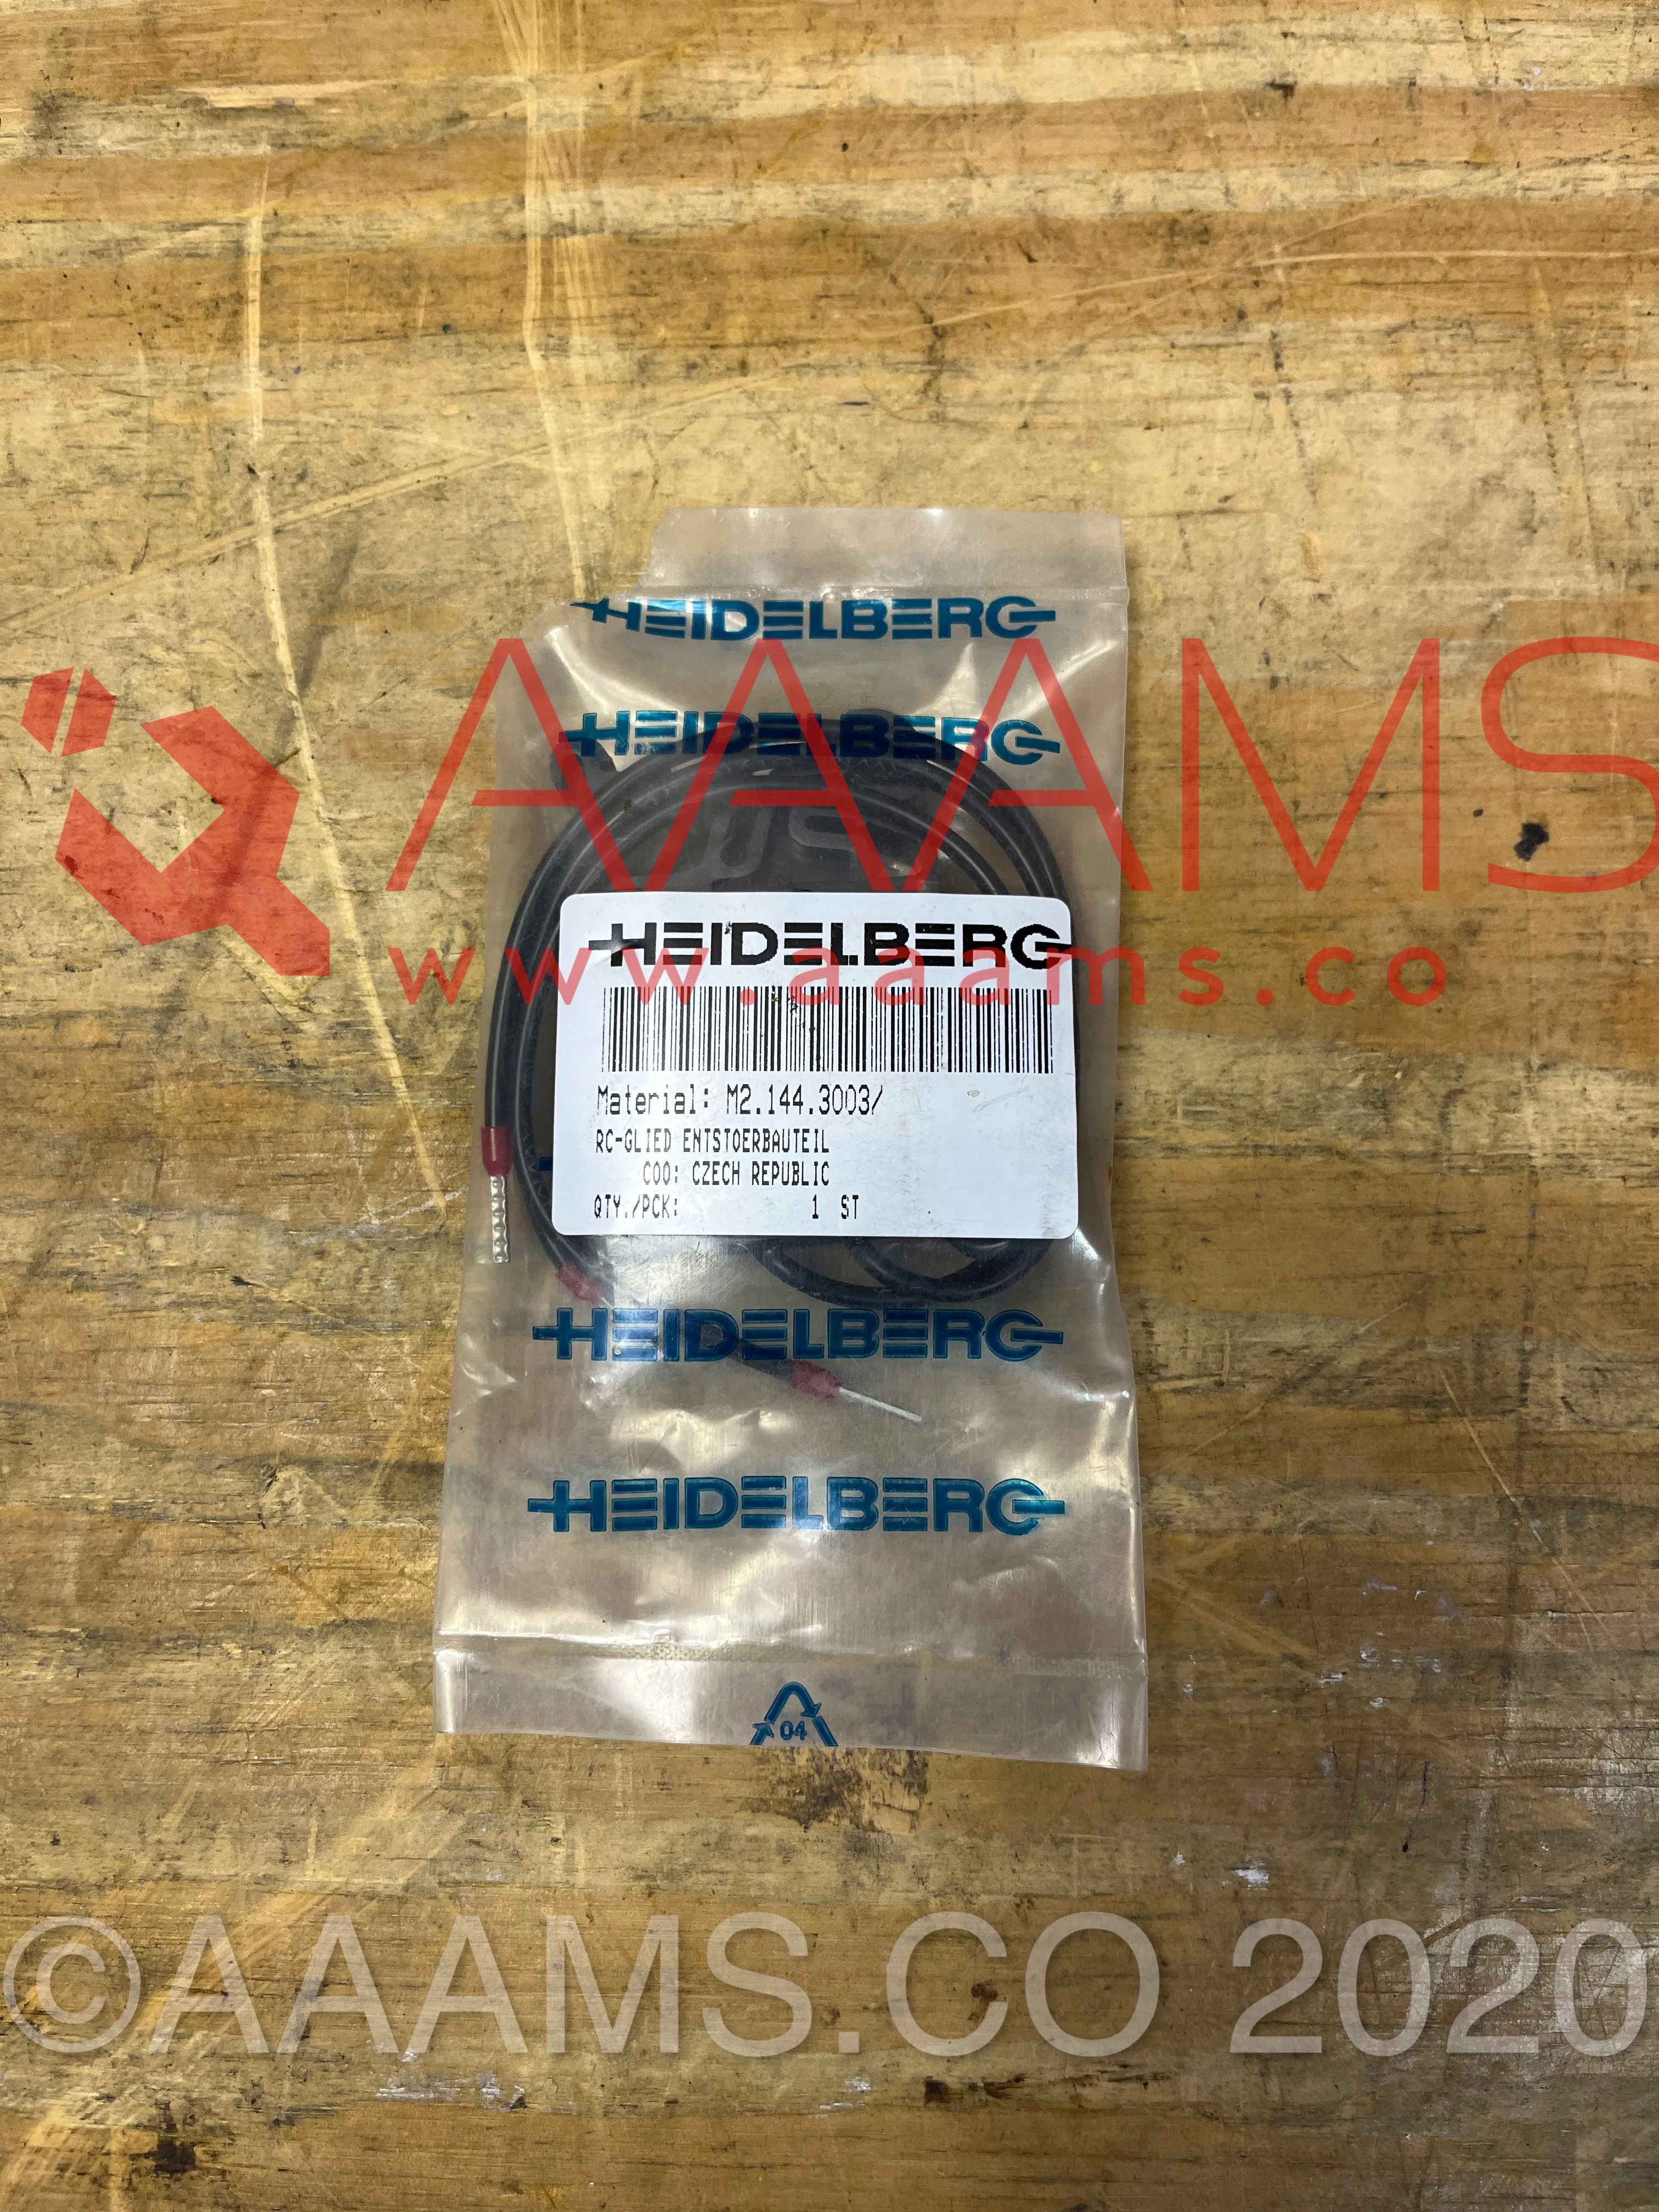 HEIDELBERG
AAAMS
HEIDELBERG
HEIDELBERG
www.aaams.co
Material: M2.144.3003/
RC-GLIED ENTSTOERBAUTEIL
COO: CZECH REPUBLIC
QTY./PCK: 1 ST
HEIDELBERG
HEIDELBERG
04
©AAAMS.CO 2020